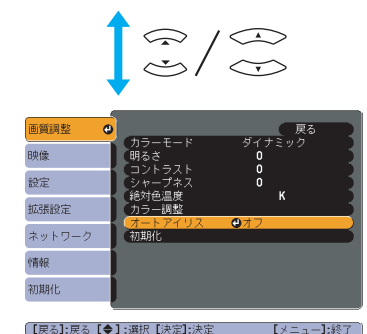 画質調整
映像
設定
拡張設定
ネットワーク
情報
初期化
戻る
カラーモード ダイナミック
明るさ 0
コントラスト 0
シャープネス 0
絶対色温度 K
カラー調整
オートアイリス オフ
初期化
[戻る]:戻る [◆]:選択 [決定]:決定 [メニュー]:終了